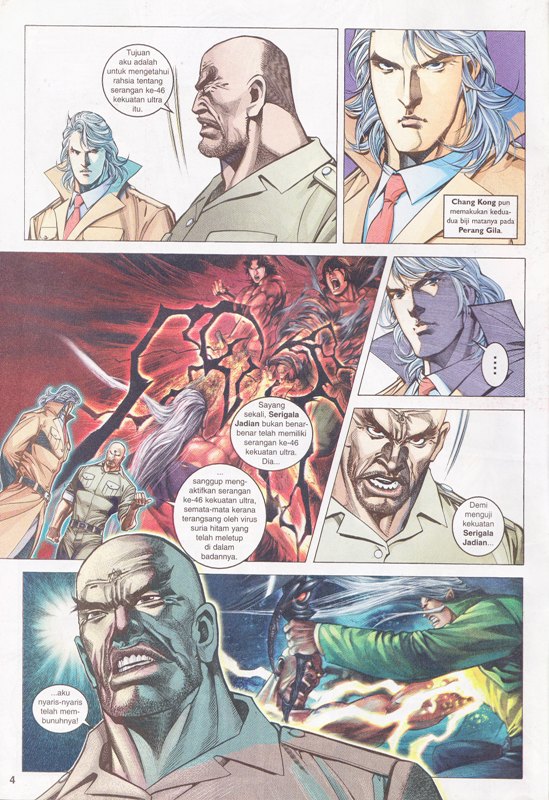 Tujuan
aku adalah
untuk mengetahui
rahsia tentang
serangan ke-46
kekuatan ultra
itu.
Chang Kong pun
memakukan kedua-
dua biji matanya pada
Perang Gila.
Sayang
sekali, Serigala
Jadian bukan benar-
benar telah memiliki
serangan ke-46
kekuatan ultra.
Dia...
...
sanggup meng-
aktifkan serangan
ke-46 kekuatan ultra,
semata-mata kerana
terangsang oleh virus
suria hitam yang
telah meletup
di dalam
badannya.
....
Demi
menguji
kekuatan
Serigala
Jadian...
...aku
nyaris-nyaris
telah mem-
bunuhnya!
4